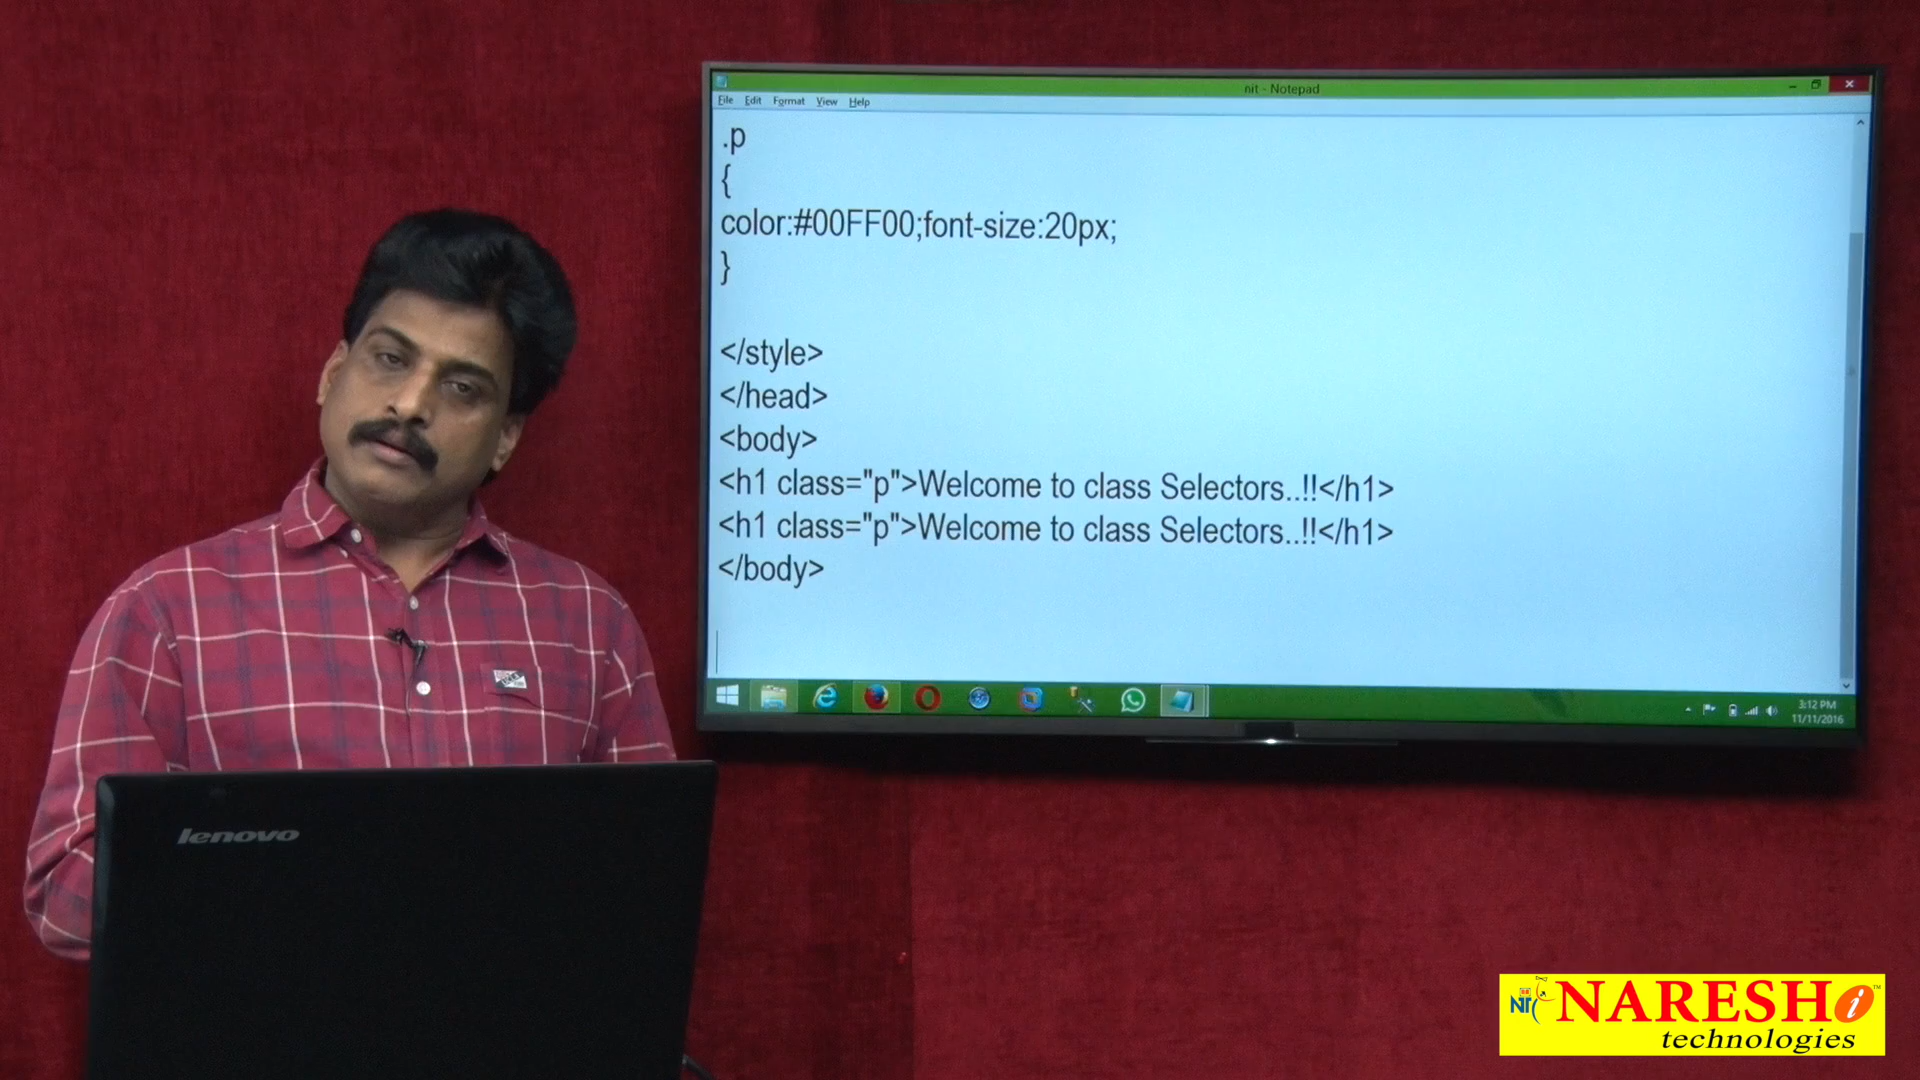 nit - Notepad
File Edit Format View Help
.p
{
color:#00FF00;font-size:20px;
}
</style>
</head>
<body>
<h1 class="p">Welcome to class Selectors..!!</h1>
<h1 class="p">Welcome to class Selectors..!!</h1>
</body>
3:12 PM
11/11/2016
lenovo
NARESH i ™
technologies